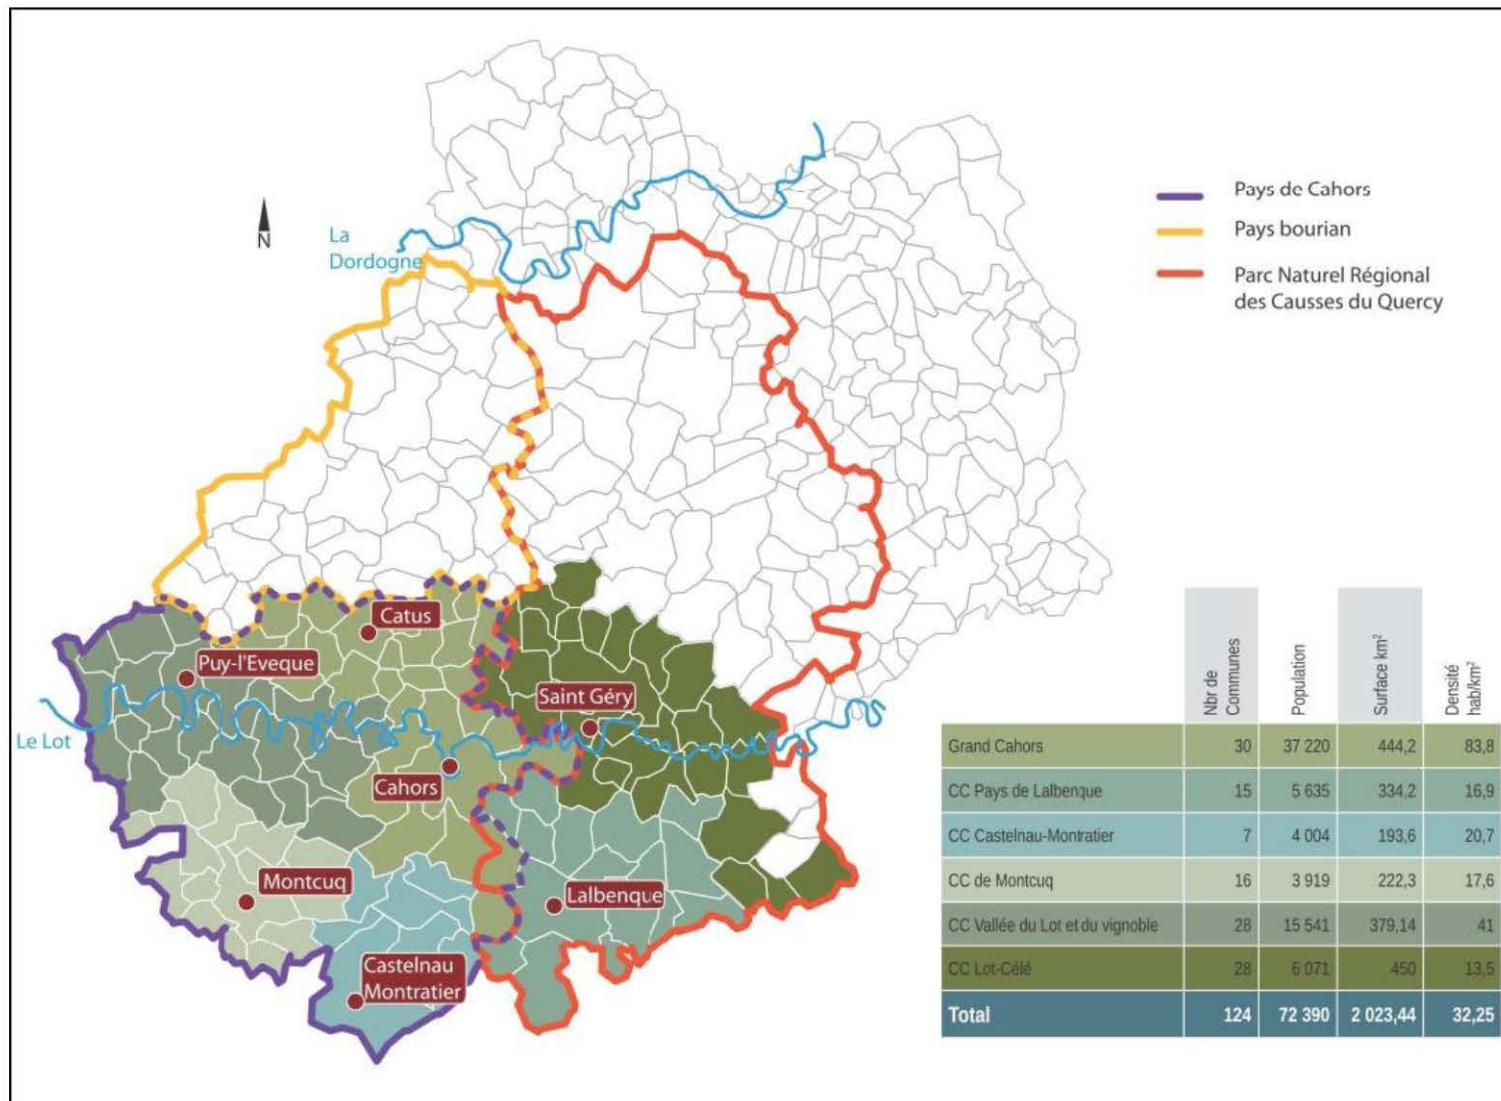 Pays de Cahors
Pays bourian
Parc Naturel Régional
des Causses du Quercy
N
La
Dordogne
Catus
Puy-l'Eveque
Saint Géry
Le Lot
Cahors
Montcuq
Lalbenque
Castelnau
Montratier
Nbr de
Communes
Population
Surface km²
Densité
hab/km²
Grand Cahors 30 37 220 444,2 83,8
CC Pays de Lalbenque 15 5 635 334,2 16,9
CC Castelnau-Montratier 7 4 004 193,6 20,7
CC de Montcuq 16 3 919 222,3 17,6
CC Vallée du Lot et du vignoble 28 15 541 379,14 41
CC Lot-Célé 28 6 071 450 13,5
Total 124 72 390 2 023,44 32,25